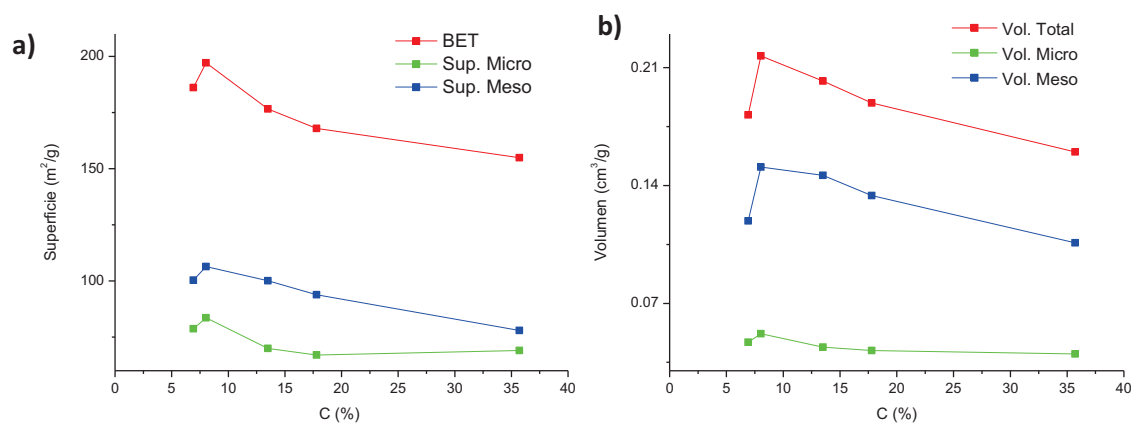 a)
BET
Sup. Micro
Sup. Meso
200
150
100
Superficie (m²/g)
0 5 10 15 20 25 30 35 40
C (%)
b)
Vol. Total
Vol. Micro
Vol. Meso
0.21
0.14
0.07
Volumen (cm³/g)
0 5 10 15 20 25 30 35 40
C (%)